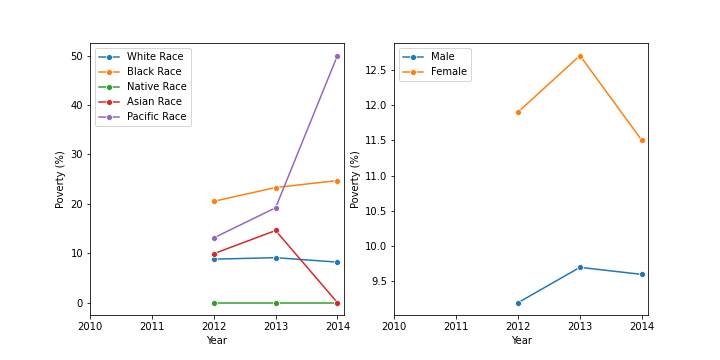 50
40
30
20
10
0
Poverty (%)
White Race
Black Race
Native Race
Asian Race
Pacific Race
2010 2011 2012 2013 2014
Year
12.5
12.0
11.5
11.0
10.5
10.0
9.5
Poverty (%)
Male
Female
2010 2011 2012 2013 2014
Year